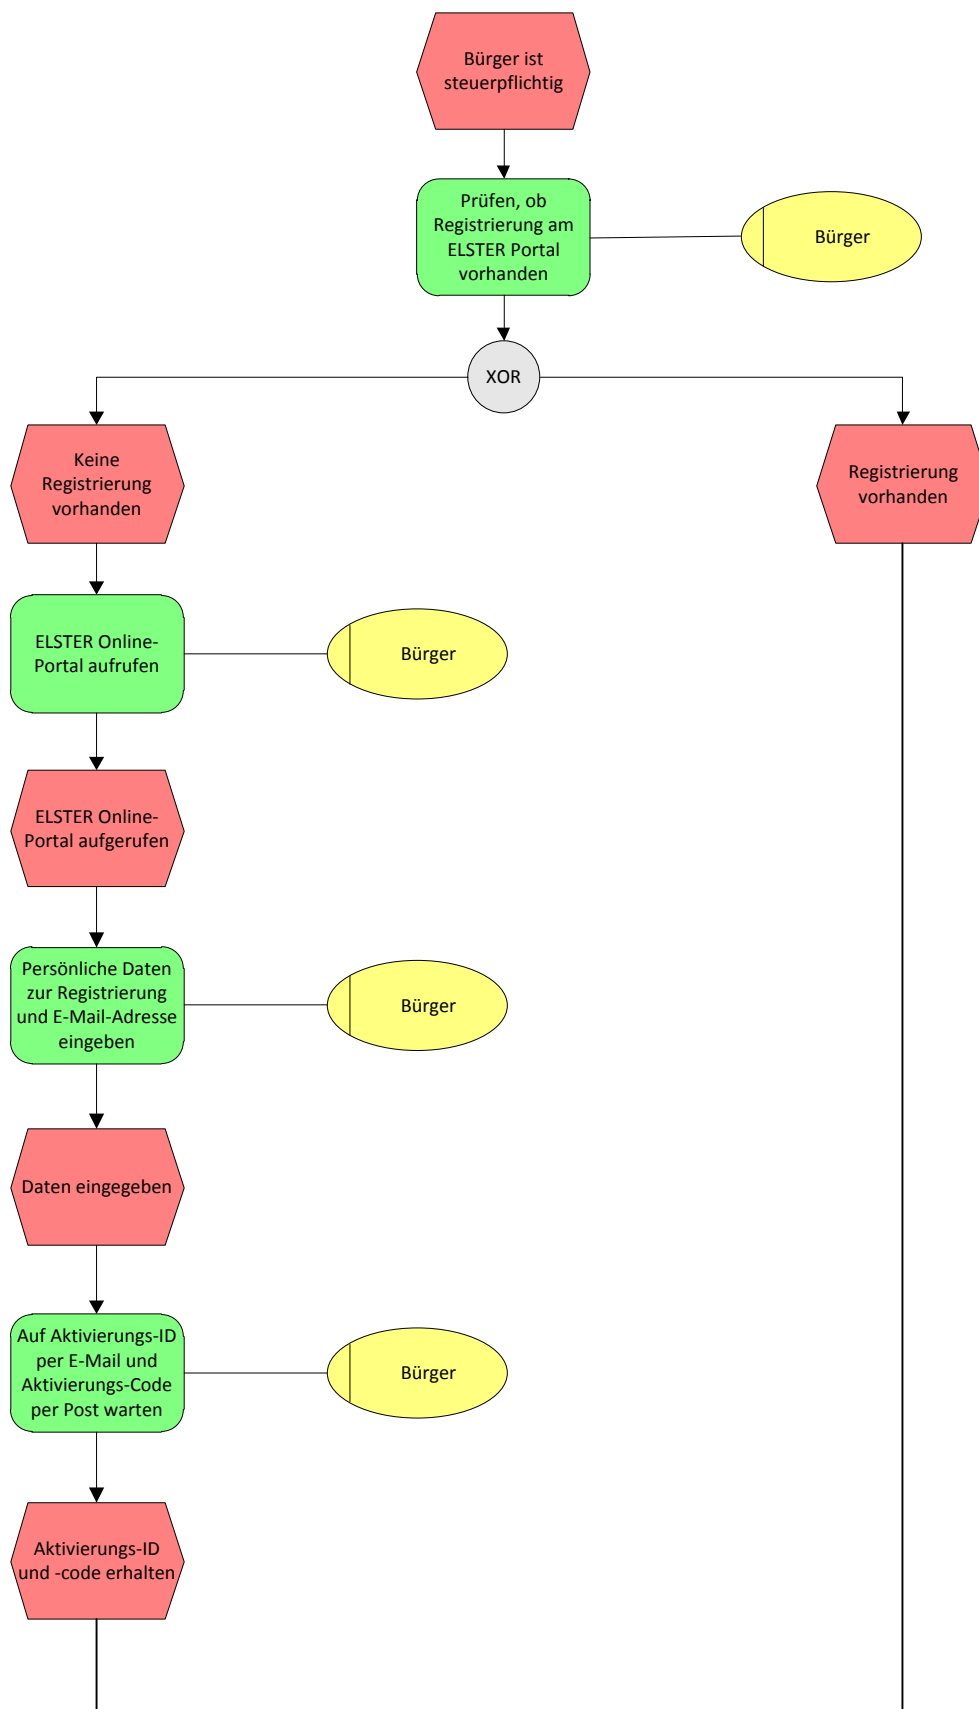 Bürger ist
steuerpflichtig
Prüfen, ob
Registrierung am
ELSTER Portal
vorhanden
Bürger
XOR
Keine
Registrierung
vorhanden
Registrierung
vorhanden
ELSTER Online-
Portal aufrufen
Bürger
ELSTER Online-
Portal aufgerufen
Persönliche Daten
zur Registrierung
und E-Mail-Adresse
eingeben
Bürger
Daten eingegeben
Auf Aktivierungs-ID
per E-Mail und
Aktivierungs-Code
per Post warten
Bürger
Aktivierungs-ID
und -code erhalten